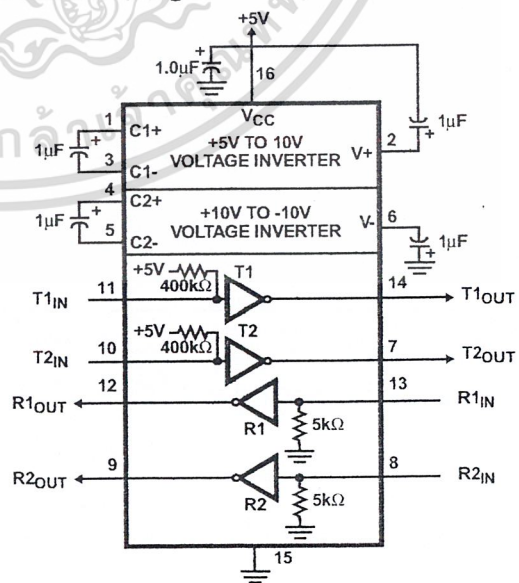 +5V
1.0µF
+
16
VCC
1
C1+
+5V TO 10V
VOLTAGE INVERTER
1µF
+
3
C1-
2
V+
+
1µF
4
C2+
+10V TO -10V
VOLTAGE INVERTER
1µF
+
5
C2-
6
V-
+
1µF
+5V
400kΩ
T1
T1IN
11
14
T1OUT
+5V
400kΩ
T2
T2IN
10
7
T2OUT
R1OUT
12
13
R1IN
R1
5kΩ
R2OUT
9
8
R2IN
R2
5kΩ
15